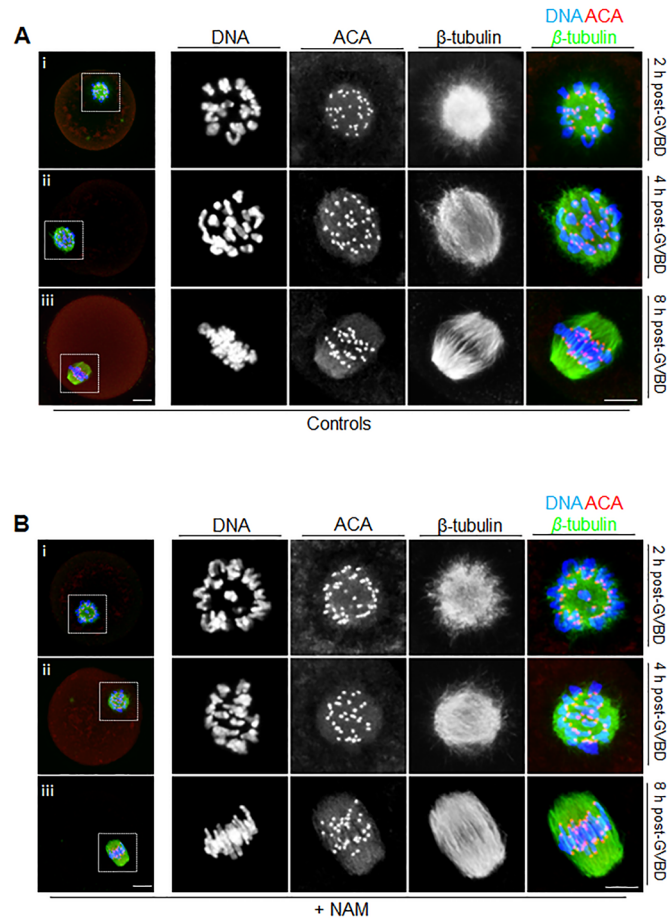 DNA ACA
A DNA ACA β-tubulin β-tubulin
i
2 h post-GVBD
ii
4 h post-GVBD
iii
8 h post-GVBD
Controls
DNA ACA
B DNA ACA β-tubulin β-tubulin
i
2 h post-GVBD
ii
4 h post-GVBD
iii
8 h post-GVBD
+ NAM